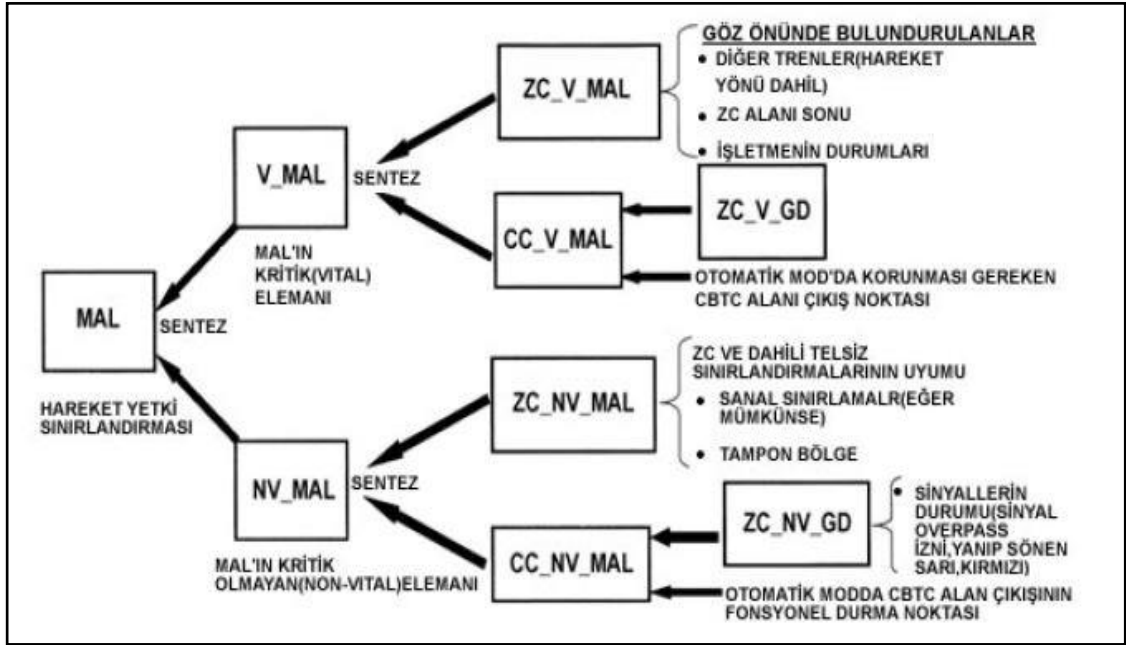 GÖZ ÖNÜNDE BULUNDURULANLAR
• DİĞER TRENLER(HAREKET
YÖNÜ DAHİL)
• ZC ALANI SONU
• İŞLETMENİN DURUMLARI
ZC_V_MAL
V_MAL
SENTEZ
CC_V_MAL
ZC_V_GD
MAL'IN
KRİTİK(VITAL)
ELEMANI
OTOMATİK MOD'DA KORUNMASI GEREKEN
CBTC ALANI ÇIKIŞ NOKTASI
MAL
SENTEZ
HAREKET YETKİ
SINIRLANDIRMASI
ZC VE DAHİLİ TELSİZ
SINIRLANDIRMALARININ UYUMU
• SANAL SINIRLAMALR(EĞER
MÜMKÜNSE)
• TAMPON BÖLGE
ZC_NV_MAL
NV_MAL
SENTEZ
MAL'IN KRİTİK
OLMAYAN(NON-VITAL)ELEMANI
CC_NV_MAL
ZC_NV_GD
• SİNYALLERİN
DURUMU(SİNYAL
OVERPASS
İZNİ,YANIP SÖNEN
SARI,KIRMIZI)
OTOMATİK MODDA CBTC ALAN ÇIKIŞININ
FONSYONEL DURMA NOKTASI